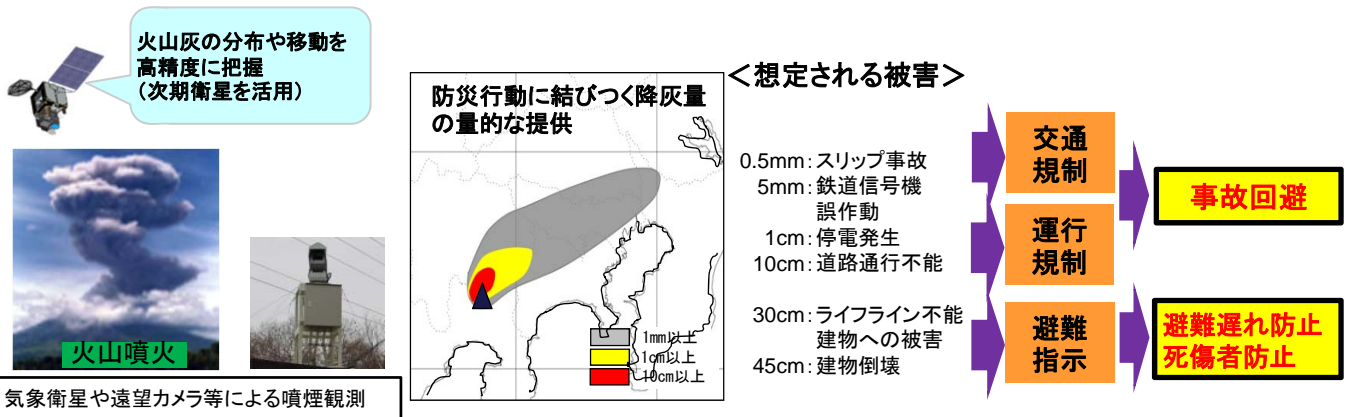 火山灰の分布や移動を
高精度に把握
（次期衛星を活用）
火山噴火
気象衛星や遠望カメラ等による噴煙観測
防災行動に結びつく降灰量
の量的な提供
1mm以上
1cm以上
10cm以上
＜想定される被害＞
0.5mm：スリップ事故
5mm：鉄道信号機
誤作動
1cm：停電発生
10cm：道路通行不能
30cm：ライフライン不能
建物への被害
45cm：建物倒壊
交通
規制
運行
規制
避難
指示
事故回避
避難遅れ防止
死傷者防止